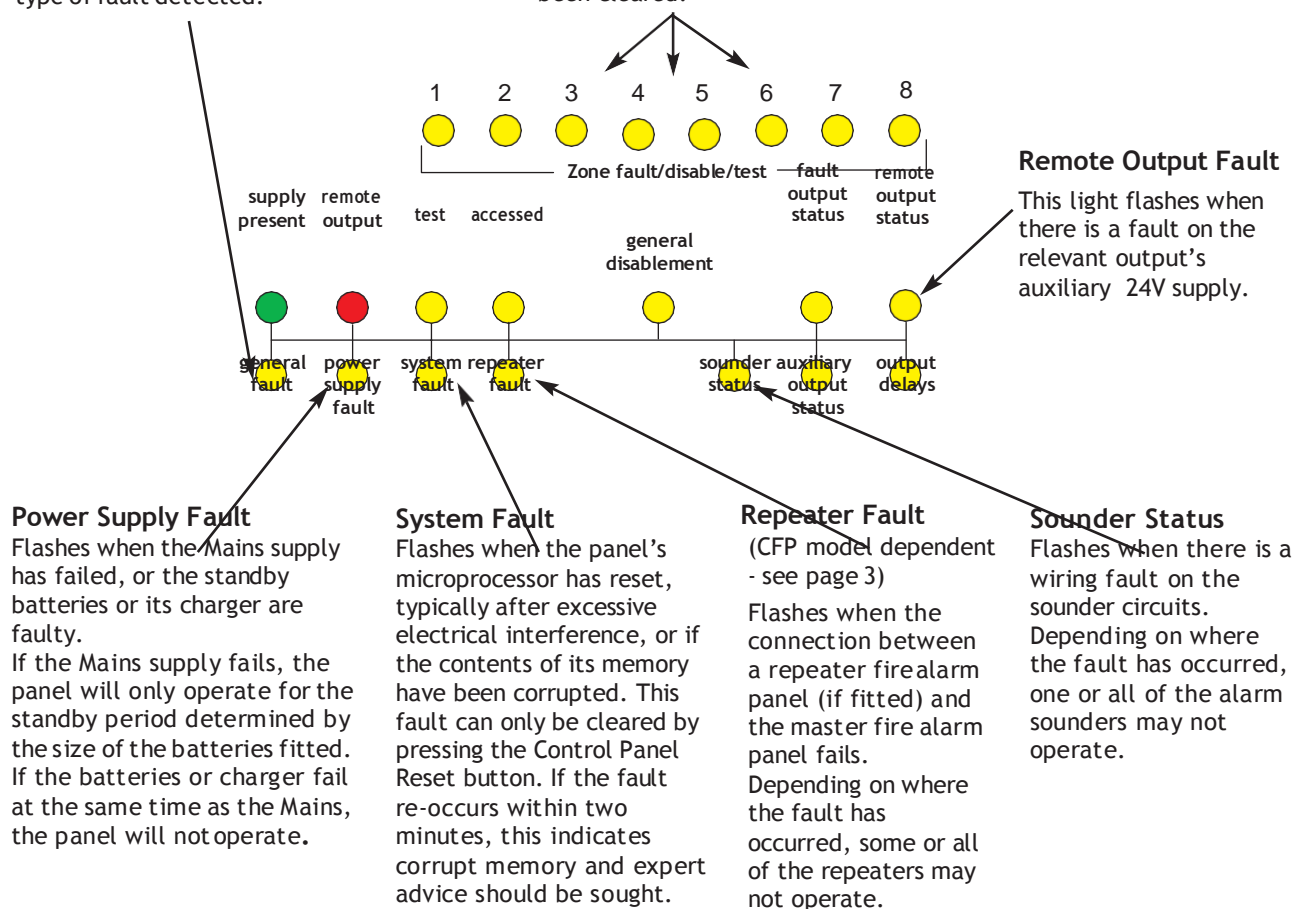 type of fault detected.
been cleared.
1 2 3 4 5 6 7 8
Zone fault/disable/test
fault
output
status
remote
output
status
supply
present
remote
output
test
accessed
general
disablement
Remote Output Fault
This light flashes when
there is a fault on the
relevant output's
auxiliary 24V supply.
general
fault
power
supply
fault
system
fault
repeater
fault
sounder
status
auxiliary
output
status
output
delays
Power Supply Fault
Flashes when the Mains supply
has failed, or the standby
batteries or its charger are
faulty.
If the Mains supply fails, the
panel will only operate for the
standby period determined by
the size of the batteries fitted.
If the batteries or charger fail
at the same time as the Mains,
the panel will not operate.
System Fault
Flashes when the panel's
microprocessor has reset,
typically after excessive
electrical interference, or if
the contents of its memory
have been corrupted. This
fault can only be cleared by
pressing the Control Panel
Reset button. If the fault
re-occurs within two
minutes, this indicates
corrupt memory and expert
advice should be sought.
Repeater Fault
(CFP model dependent
- see page 3)
Flashes when the
connection between
a repeater fire alarm
panel (if fitted) and
the master fire alarm
panel fails.
Depending on where
the fault has
occurred, some or all
of the repeaters may
not operate.
Sounder Status
Flashes when there is a
wiring fault on the
sounder circuits.
Depending on where
the fault has occurred,
one or all of the alarm
sounders may not
operate.